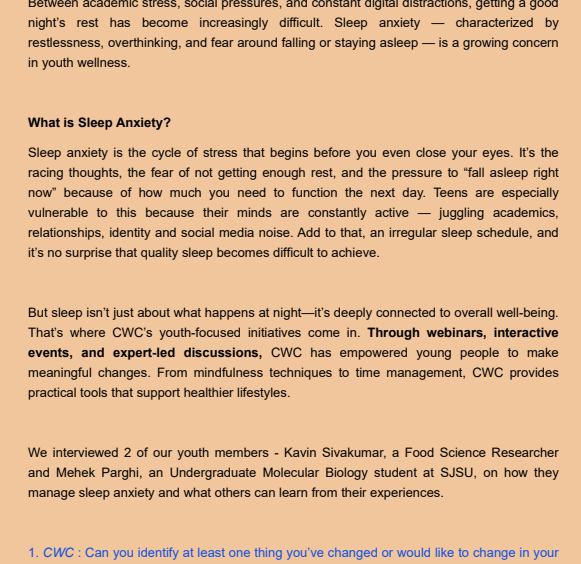 Between academic stress, social pressures, and constant digital distractions, getting a good
night's rest has become increasingly difficult. Sleep anxiety — characterized by
restlessness, overthinking, and fear around falling or staying asleep — is a growing concern
in youth wellness.
What is Sleep Anxiety?
Sleep anxiety is the cycle of stress that begins before you even close your eyes. It's the
racing thoughts, the fear of not getting enough rest, and the pressure to “fall asleep right
now” because of how much you need to function the next day. Teens are especially
vulnerable to this because their minds are constantly active — juggling academics,
relationships, identity and social media noise. Add to that, an irregular sleep schedule, and
it's no surprise that quality sleep becomes difficult to achieve.
But sleep isn't just about what happens at night—it's deeply connected to overall well-being.
That's where CWC's youth-focused initiatives come in. Through webinars, interactive
events, and expert-led discussions, CWC has empowered young people to make
meaningful changes. From mindfulness techniques to time management, CWC provides
practical tools that support healthier lifestyles.
We interviewed 2 of our youth members - Kavin Sivakumar, a Food Science Researcher
and Mehek Parghi, an Undergraduate Molecular Biology student at SJSU, on how they
manage sleep anxiety and what others can learn from their experiences.
1. CWC : Can you identify at least one thing you've changed or would like to change in your